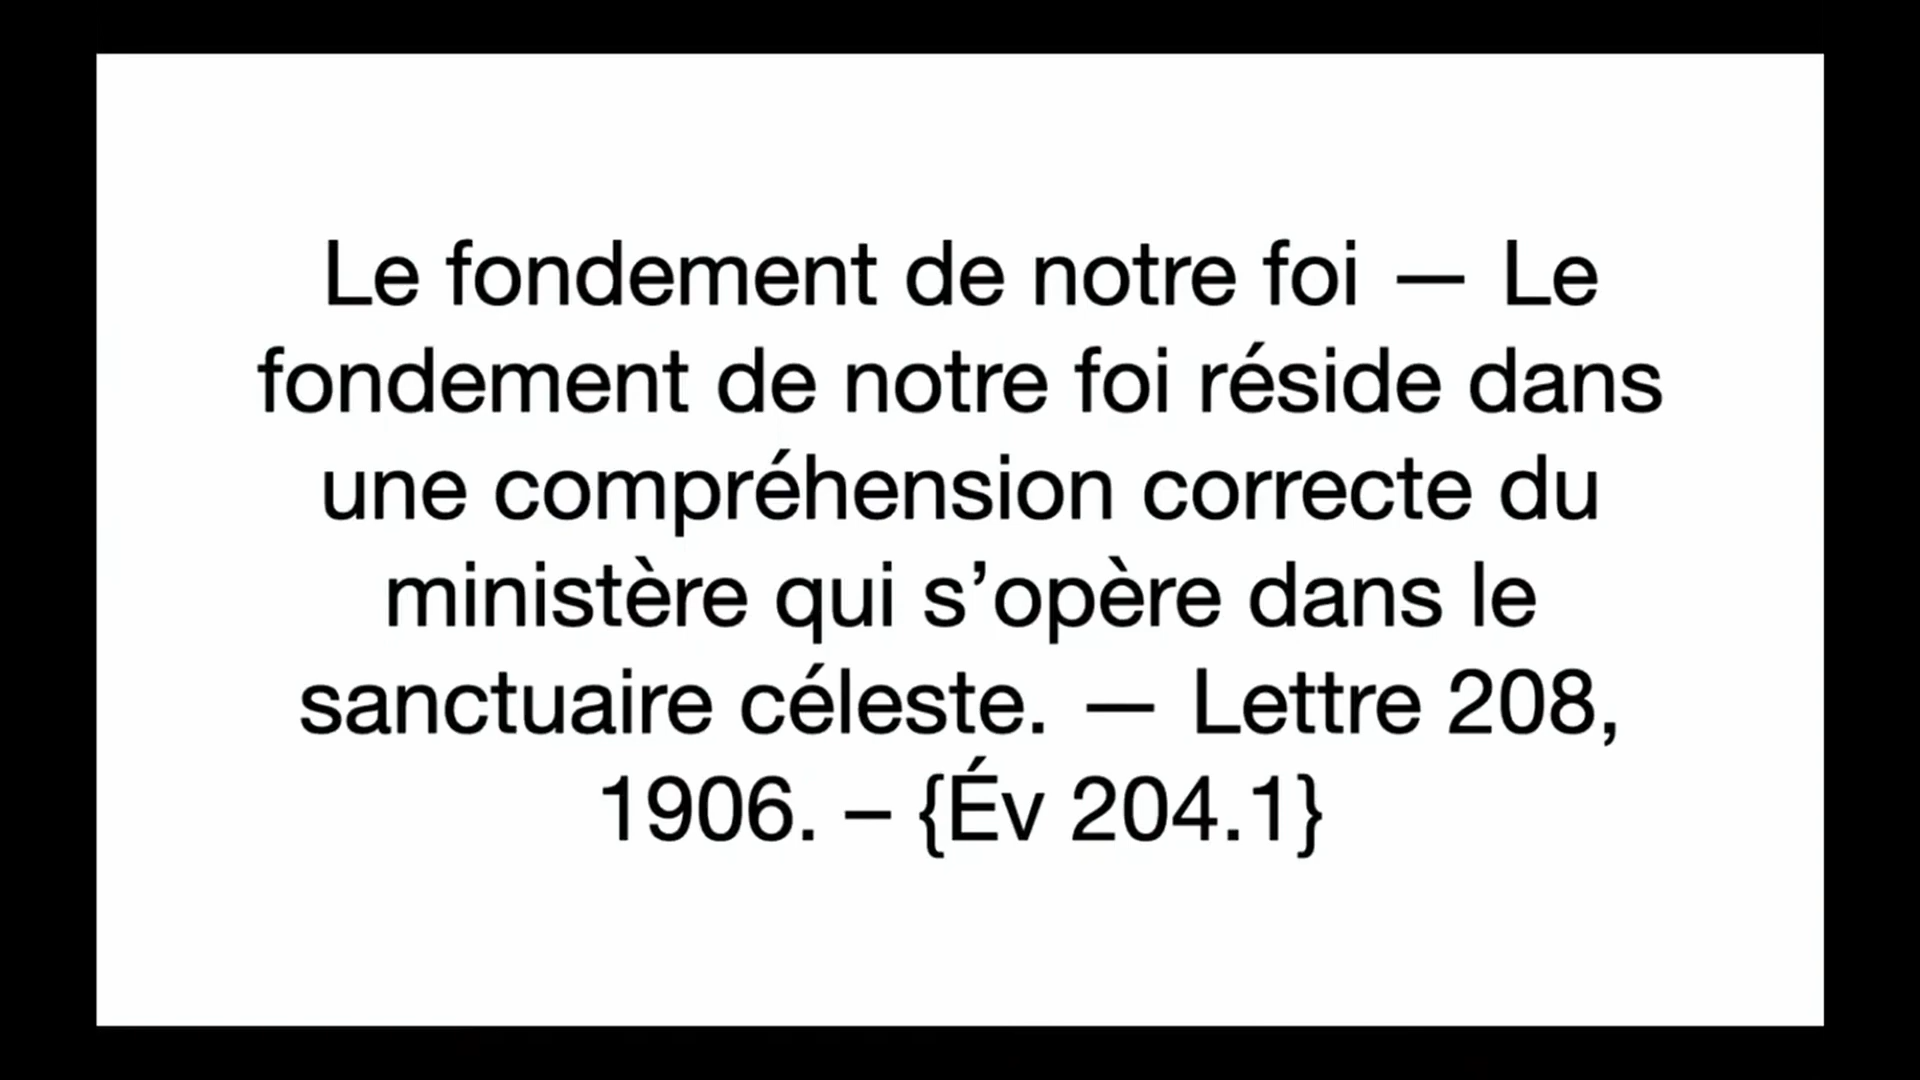 Le fondement de notre foi — Le
fondement de notre foi réside dans
une compréhension correcte du
ministère qui s’opère dans le
sanctuaire céleste. — Lettre 208,
1906. – {Év 204.1}